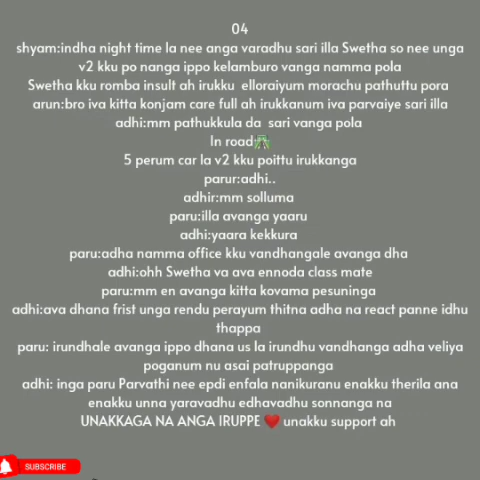 04
shyam:indha night time la nee anga varadhu sari illa Swetha so nee unga
v2 kku po nanga ippo kelamburo vanga namma pola
Swetha kku romba insult ah irukku elloraiyum morachu pathuttu pora
arun:bro iva kitta konjam care full ah irukkanum iva parvaiye sari illa
adhi:mm pathukkula da sari vanga pola
In road🛣
5 perum car la v2 kku poittu irukkanga
parur:adhi..
adhir:mm solluma
paru:illa avanga yaaru
adhi:yaara kekkura
paru:adha namma office kku vandhangale avanga dha
adhi:ohh Swetha va ava ennoda class mate
paru:mm en avanga kitta kovama pesuninga
adhi:ava dhana frist unga rendu perayum thitna adha na react panne idhu
thappa
paru: irundhale avanga ippo dhana us la irundhu vandhanga adha veliya
poganum nu asai patruppanga
adhi: inga paru Parvathi nee epdi enfala nanikuranu enakku therila ana
enakku unna yaravadhu edhavadhu sonnanga na
UNAKKAGA NA ANGA IRUPPE ❤️ unakku support ah
SUBSCRIBE